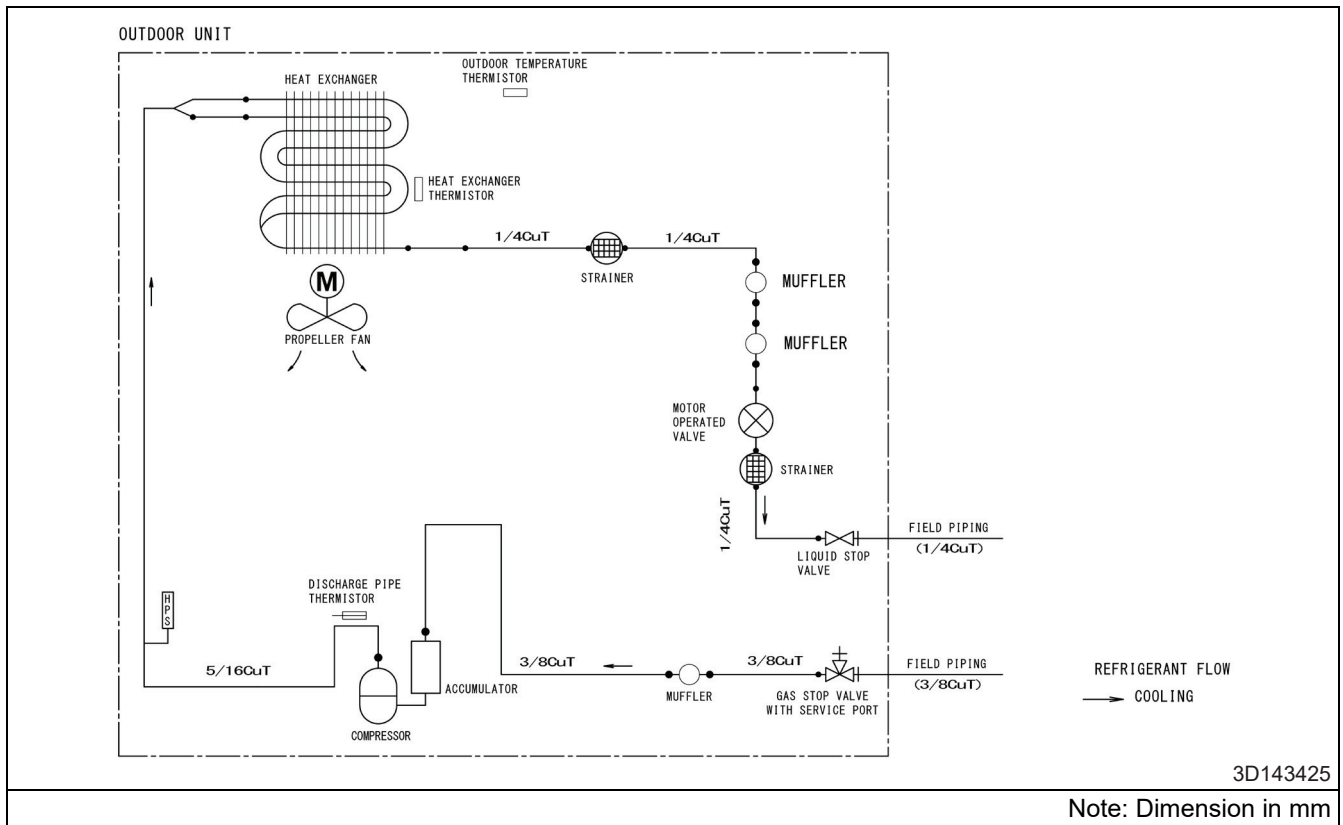 OUTDOOR UNIT
HEAT EXCHANGER
OUTDOOR TEMPERATURE
THERMISTOR
HEAT EXCHANGER
THERMISTOR
1/4CuT
1/4CuT
STRAINER
MUFFLER
M
PROPELLER FAN
MUFFLER
MOTOR
OPERATED
VALVE
STRAINER
1/4CuT
FIELD PIPING
(1/4CuT)
LIQUID STOP
VALVE
DISCHARGE PIPE
THERMISTOR
H
P
S
5/16CuT
ACCUMULATOR
COMPRESSOR
3/8CuT
3/8CuT
MUFFLER
GAS STOP VALVE
WITH SERVICE PORT
FIELD PIPING
(3/8CuT)
REFRIGERANT FLOW
COOLING
3D143425
Note: Dimension in mm